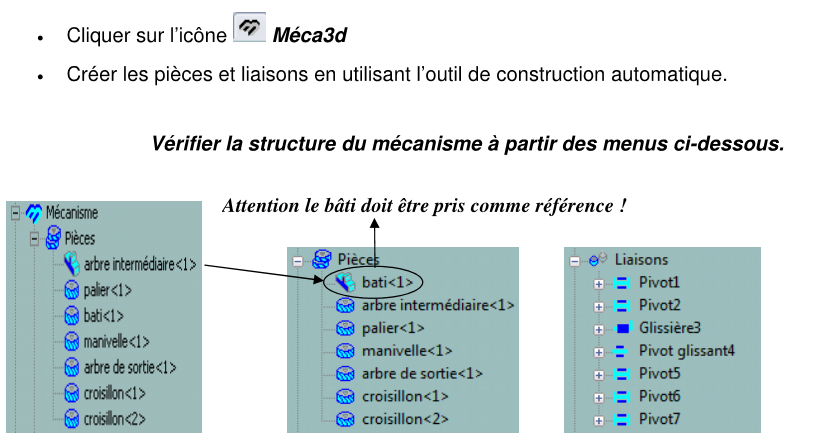 • Cliquer sur l'icône Méca3d
• Créer les pièces et liaisons en utilisant l'outil de construction automatique.
Vérifier la structure du mécanisme à partir des menus ci-dessous.
Attention le bâti doit être pris comme référence !
Mécanisme
Pièces
arbre intermédiaire<1>
palier<1>
bati<1>
manivelle<1>
arbre de sortie<1>
croisillon<1>
croisillon<2>
Pièces
bati<1>
arbre intermédiaire<1>
palier<1>
manivelle<1>
arbre de sortie<1>
croisillon<1>
croisillon<2>
Liaisons
Pivot1
Pivot2
Glissière3
Pivot glissant4
Pivot5
Pivot6
Pivot7